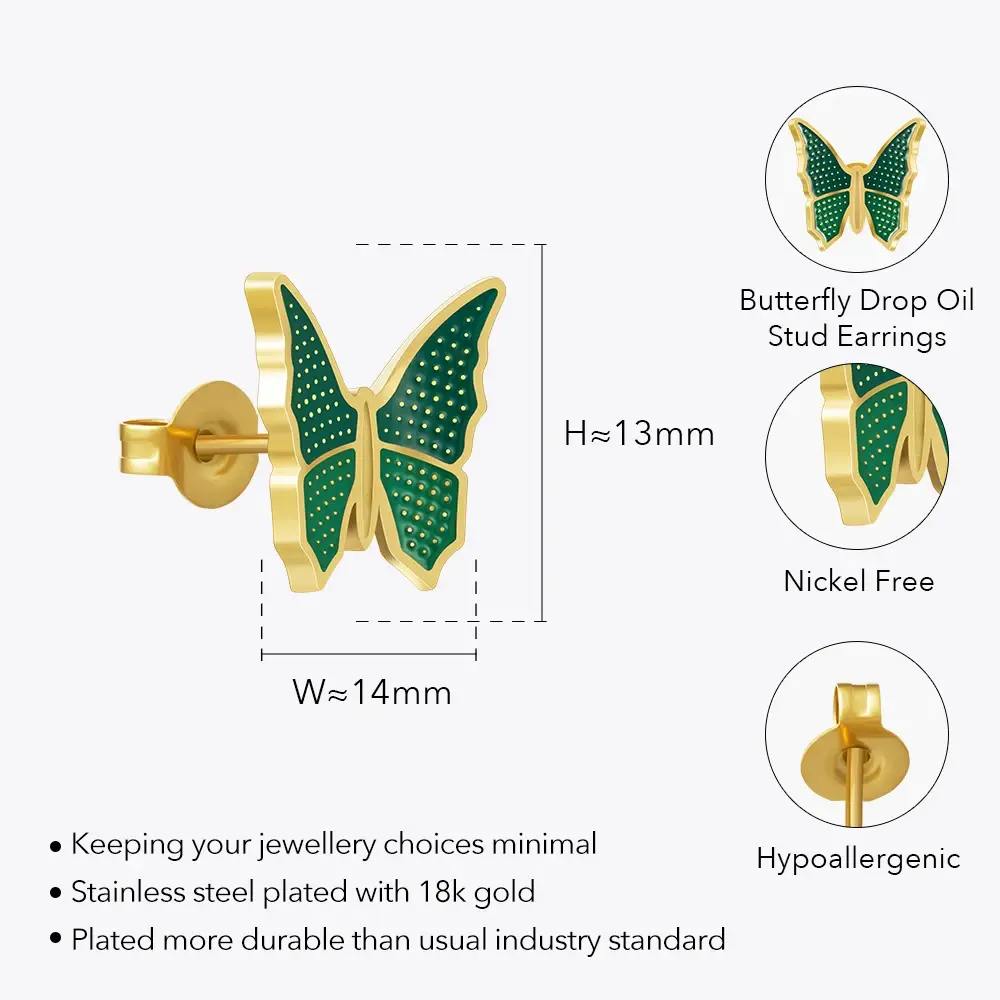 Butterfly Drop Oil
Stud Earrings
H≈13mm
Nickel Free
W≈14mm
Hypoallergenic
• Keeping your jewellery choices minimal
• Stainless steel plated with 18k gold
• Plated more durable than usual industry standard